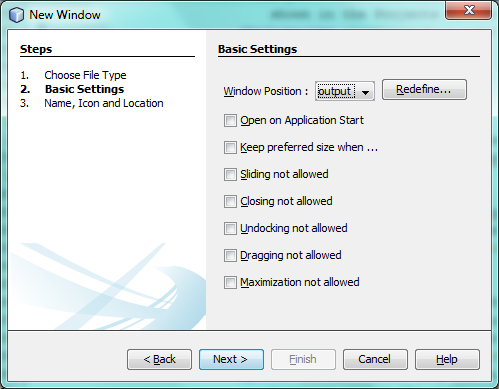 New Window
Steps
1. Choose File Type
2. Basic Settings
3. Name, Icon and Location
Basic Settings
Window Position : output Redefine...
Open on Application Start
Keep preferred size when ...
Sliding not allowed
Closing not allowed
Undocking not allowed
Dragging not allowed
Maximization not allowed
< Back Next > Finish Cancel Help